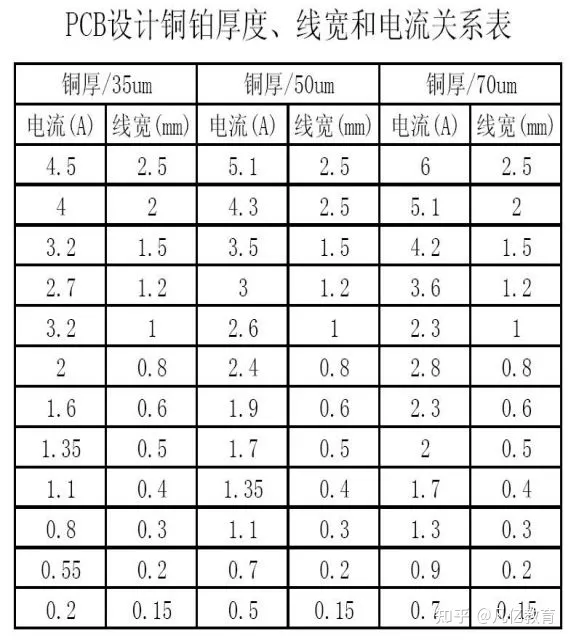 PCB设计铜铂厚度、线宽和电流关系表
铜厚/35um 铜厚/50um 铜厚/70um
电流(A) 线宽(mm) 电流(A) 线宽(mm) 电流(A) 线宽(mm)
4.5 2.5 5.1 2.5 6 2.5
4 2 4.3 2.5 5.1 2
3.2 1.5 3.5 1.5 4.2 1.5
2.7 1.2 3 1.2 3.6 1.2
3.2 1 2.6 1 2.3 1
2 0.8 2.4 0.8 2.8 0.8
1.6 0.6 1.9 0.6 2.3 0.6
1.35 0.5 1.7 0.5 2 0.5
1.1 0.4 1.35 0.4 1.7 0.4
0.8 0.3 1.1 0.3 1.3 0.3
0.55 0.2 0.7 0.2 0.9 0.2
0.2 0.15 0.5 0.15 0.7 0.15
知乎 @凡亿教育